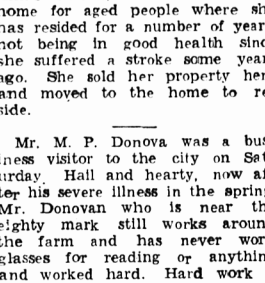 home for aged people where sh
has resided for a number of year
not being in good health sinc
she suffered a stroke some year
ago. She sold her property her
and moved to the home to re
side.
Mr. M. P. Donova was a bus
iness visitor to the city on Sat
urday. Hail and hearty, now af
ter his severe illness in the spring
Mr. Donovan who is near th
eighty mark still works aroun
the farm and has never wor
glasses for reading or anythin
and worked hard. Hard work